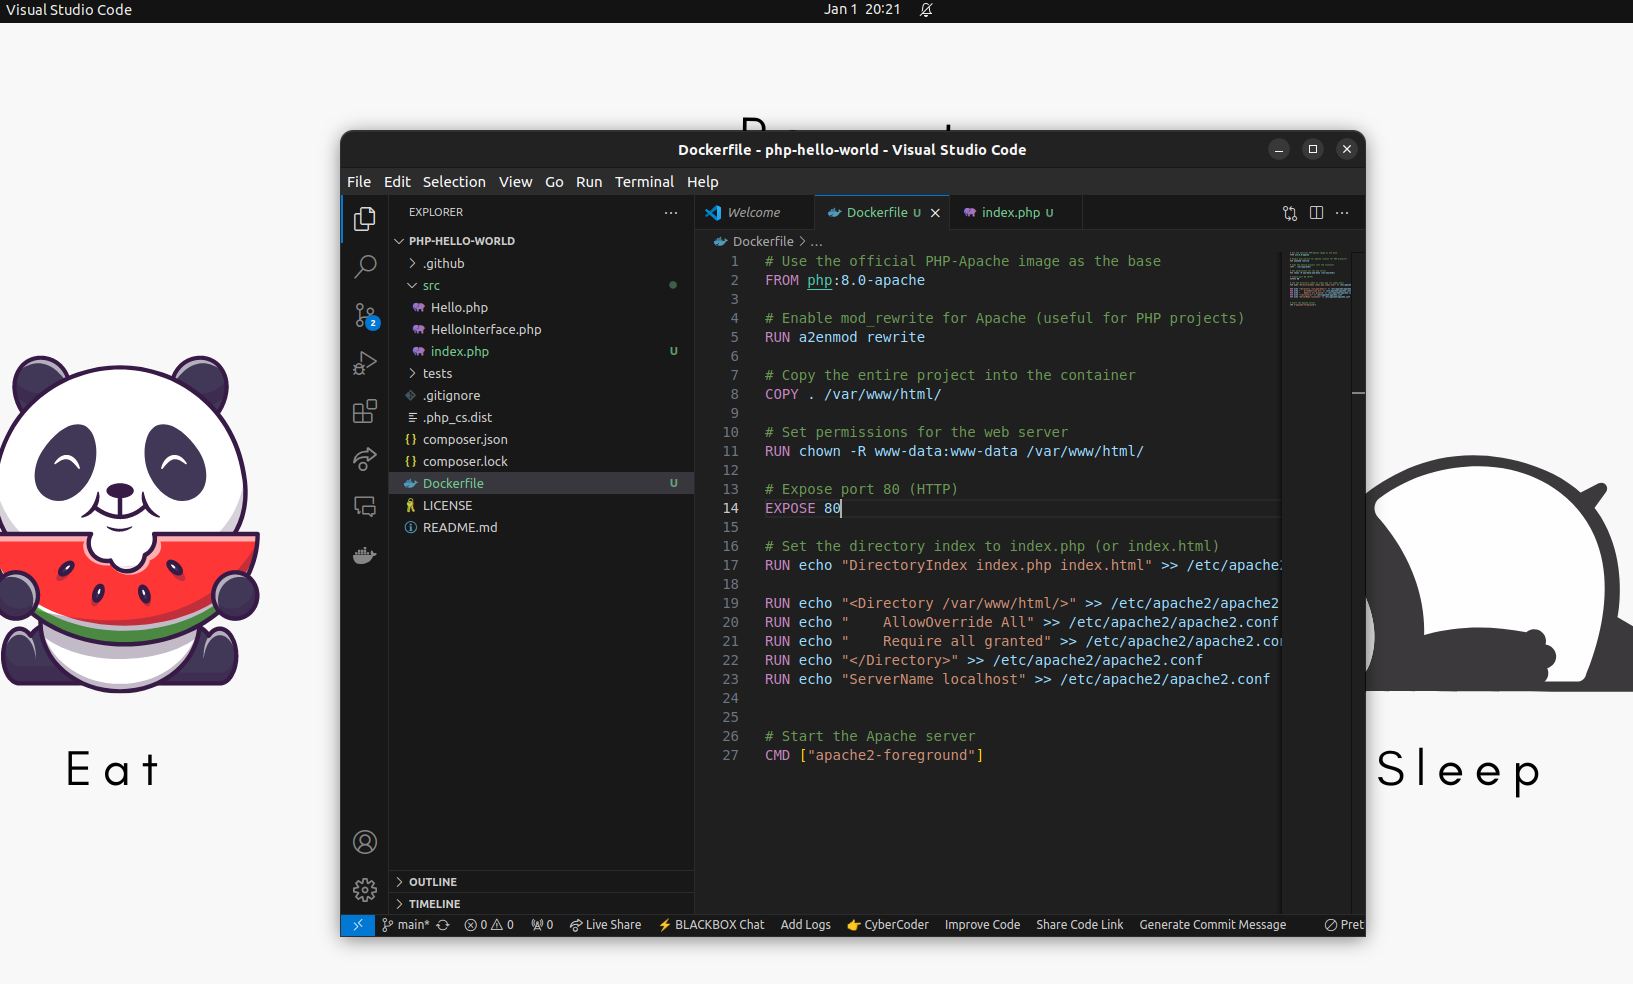 Visual Studio Code
Jan 1 20:21
Dockerfile - php-hello-world - Visual Studio Code
File Edit Selection View Go Run Terminal Help
EXPLORER
PHP-HELLO-WORLD
.github
src
Hello.php
HelloInterface.php
index.php U
tests
.gitignore
.php_cs.dist
composer.json
composer.lock
Dockerfile U
LICENSE
README.md
OUTLINE
TIMELINE
2
Welcome
Dockerfile U
index.php U
Dockerfile > ...
1 # Use the official PHP-Apache image as the base
2 FROM php:8.0-apache
3
4 # Enable mod_rewrite for Apache (useful for PHP projects)
5 RUN a2enmod rewrite
6
7 # Copy the entire project into the container
8 COPY . /var/www/html/
9
10 # Set permissions for the web server
11 RUN chown -R www-data:www-data /var/www/html/
12
13 # Expose port 80 (HTTP)
14 EXPOSE 80
15
16 # Set the directory index to index.php (or index.html)
17 RUN echo "DirectoryIndex index.php index.html" >> /etc/apache2
18
19 RUN echo "<Directory /var/www/html/>" >> /etc/apache2/apache2
20 RUN echo "    AllowOverride All" >> /etc/apache2/apache2.conf
21 RUN echo "    Require all granted" >> /etc/apache2/apache2.con
22 RUN echo "</Directory>" >> /etc/apache2/apache2.conf
23 RUN echo "ServerName localhost" >> /etc/apache2/apache2.conf
24
25
26 # Start the Apache server
27 CMD ["apache2-foreground"]
main* 0 0 0 Live Share BLACKBOX Chat Add Logs CyberCoder Improve Code Share Code Link Generate Commit Message Pret
Eat
Sleep